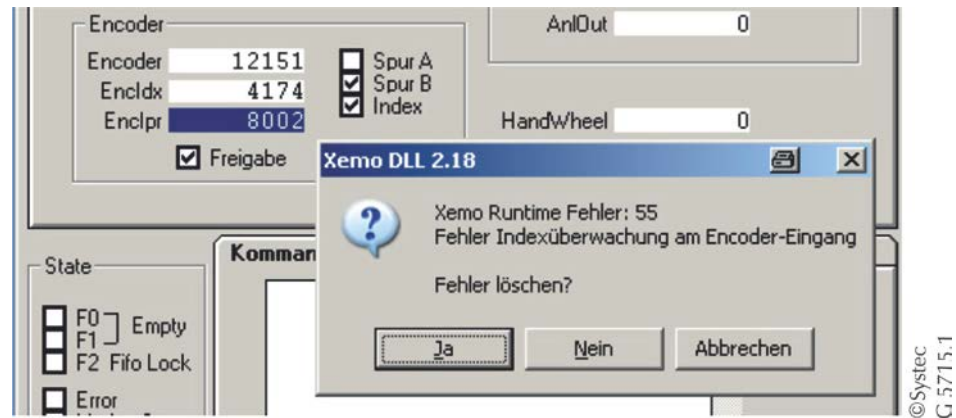 Encoder
AnlOut 0
Encoder 12151
Spur A
EncIdx 4174
Spur B
EncIpr 8002
Index
HandWheel 0
Freigabe
Xemo DLL 2.18
Xemo Runtime Fehler: 55
Fehler Indexüberwachung am Encoder-Eingang
Fehler löschen?
Ja Nein Abbrechen
State
F0 Empty
F1
F2 Fifo Lock
Error
©Systec
G 5715.1